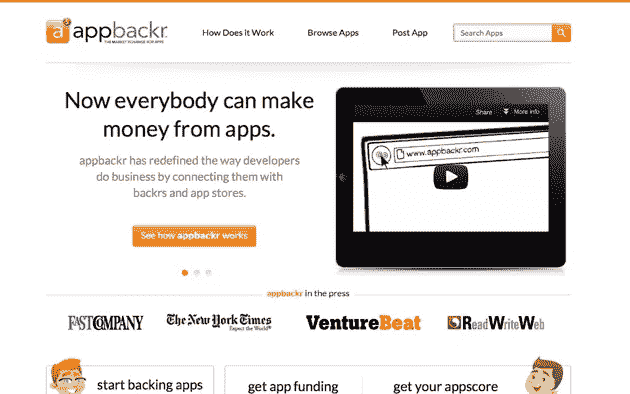 appbackr
THE MARKET EXCHANGE FOR APPS
How Does it Work
Browse Apps
Post App
Search Apps
Now everybody can make
money from apps.
appbackr has redefined the way developers
do business by connecting them with
backrs and app stores.
See how appbackr works
Share
More info
www.appbackr.com
appbackr in the press
FAST COMPANY
The New York Times
Expect the World®
VentureBeat
ReadWriteWeb
start backing apps
get app funding
get your appscore